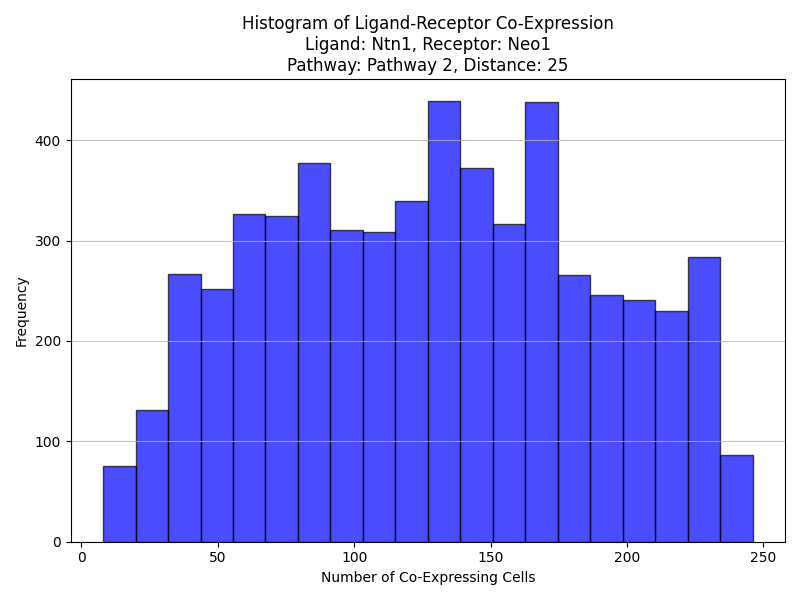 Histogram of Ligand-Receptor Co-Expression
Ligand: Ntn1, Receptor: Neo1
Pathway: Pathway 2, Distance: 25
400
300
200
100
0
Frequency
0 50 100 150 200 250
Number of Co-Expressing Cells